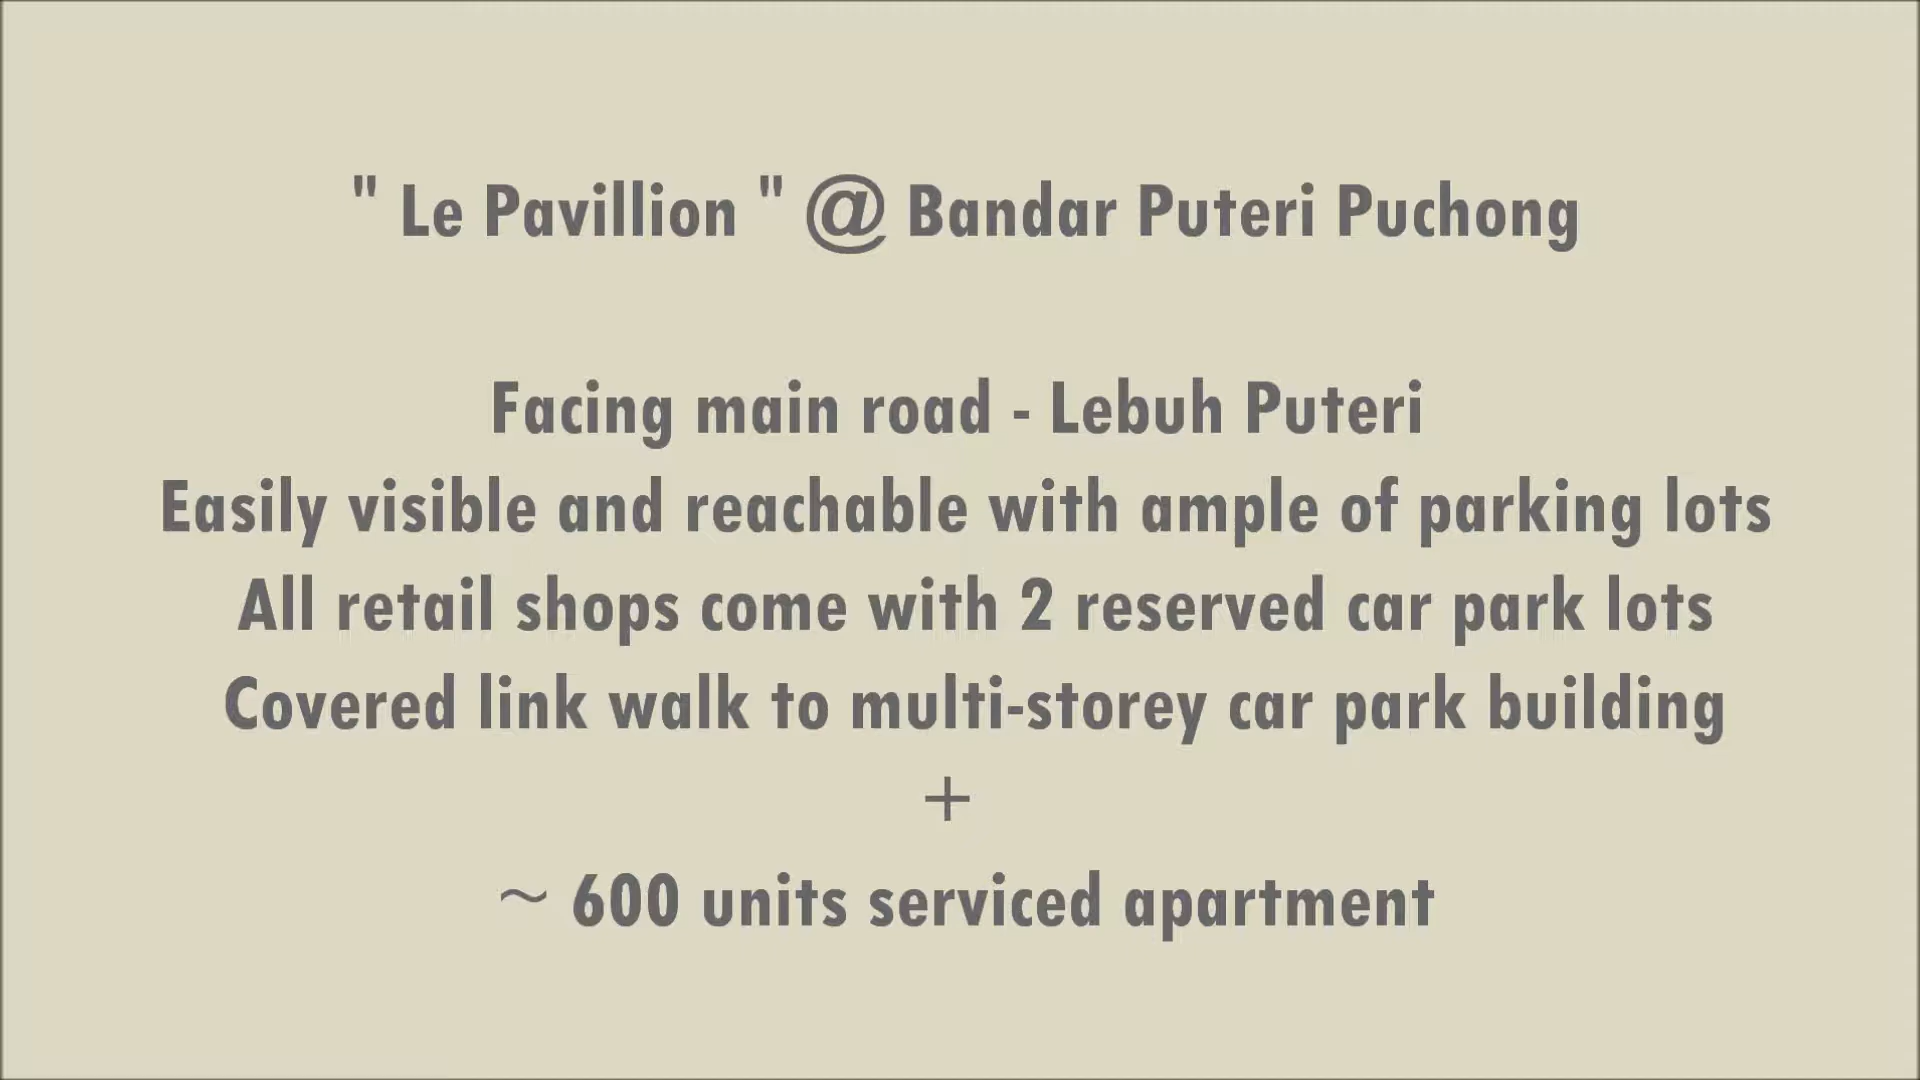 " Le Pavillion " @ Bandar Puteri Puchong
Facing main road - Lebuh Puteri
Easily visible and reachable with ample of parking lots
All retail shops come with 2 reserved car park lots
Covered link walk to multi-storey car park building
+
~ 600 units serviced apartment